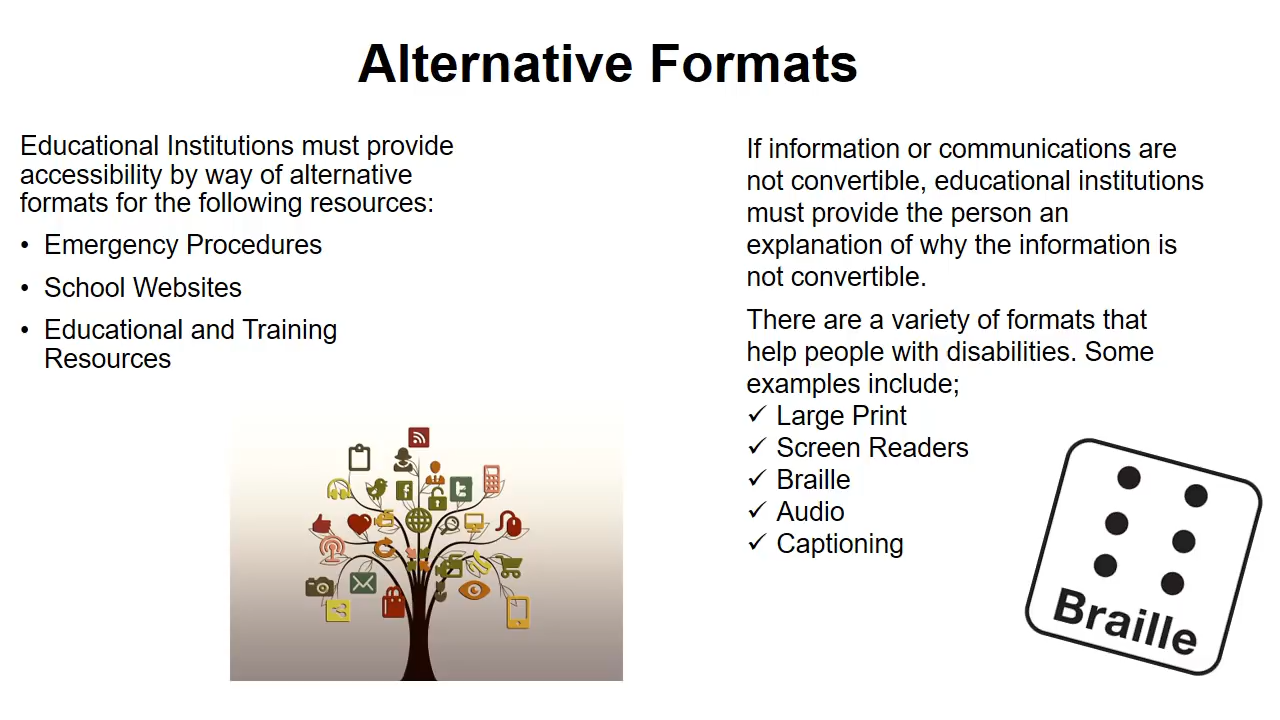 Alternative Formats
Educational Institutions must provide
accessibility by way of alternative
formats for the following resources:
• Emergency Procedures
• School Websites
• Educational and Training
Resources
If information or communications are
not convertible, educational institutions
must provide the person an
explanation of why the information is
not convertible.
There are a variety of formats that
help people with disabilities. Some
examples include;
✓ Large Print
✓ Screen Readers
✓ Braille
✓ Audio
✓ Captioning
Braille